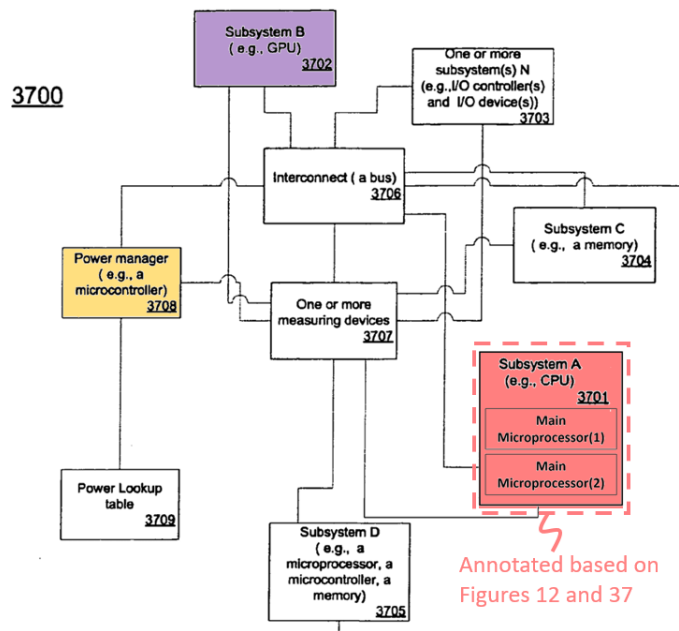 3700
Subsystem B
( e.g., GPU)
3702
One or more
subsystem(s) N
(e.g.,I/O controller(s)
and I/O device(s))
3703
Interconnect ( a bus)
3706
Subsystem C
( e.g., a memory)
3704
Power manager
( e.g., a
microcontroller)
3708
One or more
measuring devices
3707
Subsystem A
(e.g., CPU)
3701
Main
Microprocessor(1)
Main
Microprocessor(2)
Power Lookup
table
3709
Subsystem D
( e.g., a
microprocessor, a
microcontroller, a
memory)
3705
Annotated based on
Figures 12 and 37